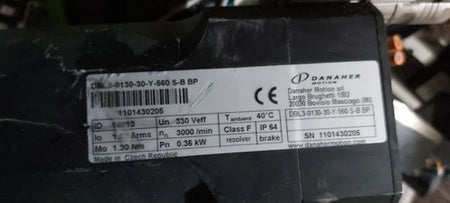 DBL3-0130-30-Y-560 S-B BP
1101430205
ID
Un 330 Veff
Tambient 40°C
Io Arms
nn 3000 /min
Class F
IP 64
Mo 1.30 Nm
Pn 0.36 kW
resolver
brake
Made in Czech Republic
CE
DANAHER
MOTION
Danaher Motion srl
Largo Brughetti 1/B2
20030 Bovisio Masciago (MI)
DBL3-0130-30-Y-560 S-B BP
SN 1101430205
www.danahermotion.com